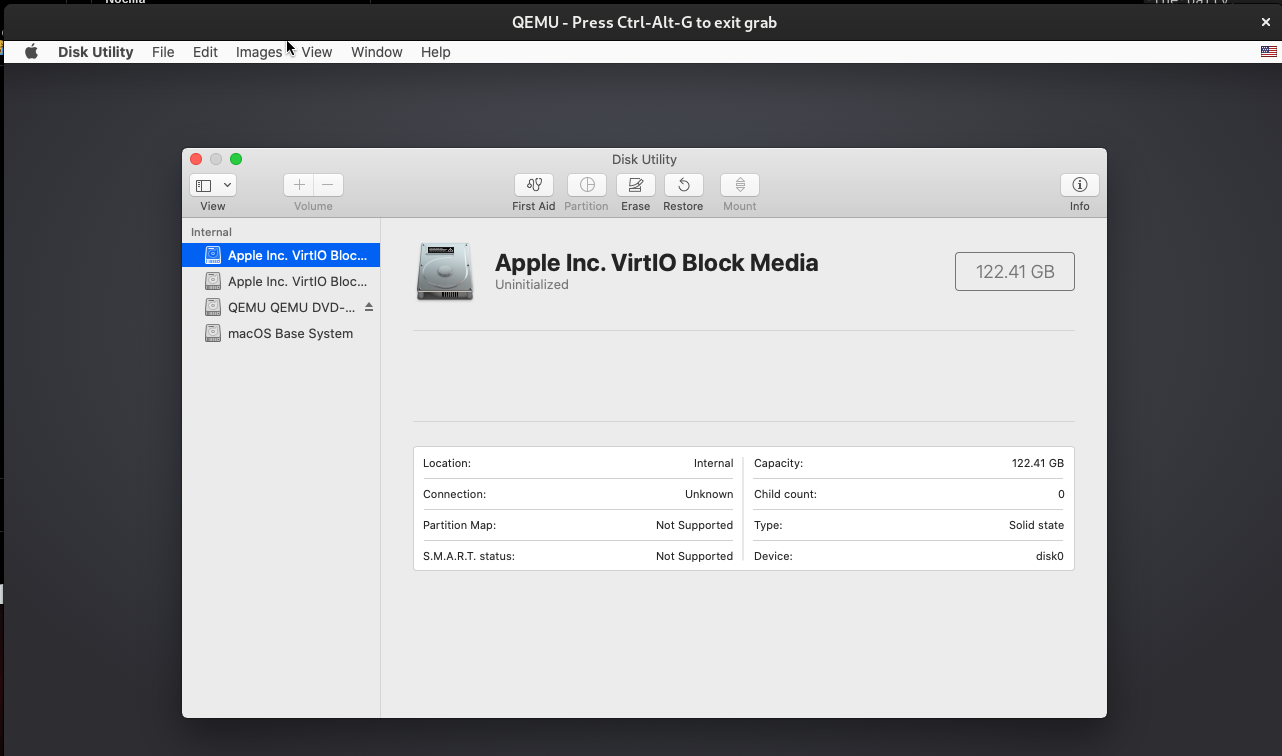 QEMU - Press Ctrl-Alt-G to exit grab
Disk Utility File Edit Images View Window Help
Disk Utility
View Volume First Aid Partition Erase Restore Mount Info
Internal
Apple Inc. VirtIO Bloc...
Apple Inc. VirtIO Bloc...
QEMU QEMU DVD-...
macOS Base System
Apple Inc. VirtIO Block Media
Uninitialized
122.41 GB
Location: Internal
Connection: Unknown
Partition Map: Not Supported
S.M.A.R.T. status: Not Supported
Capacity: 122.41 GB
Child count: 0
Type: Solid state
Device: disk0